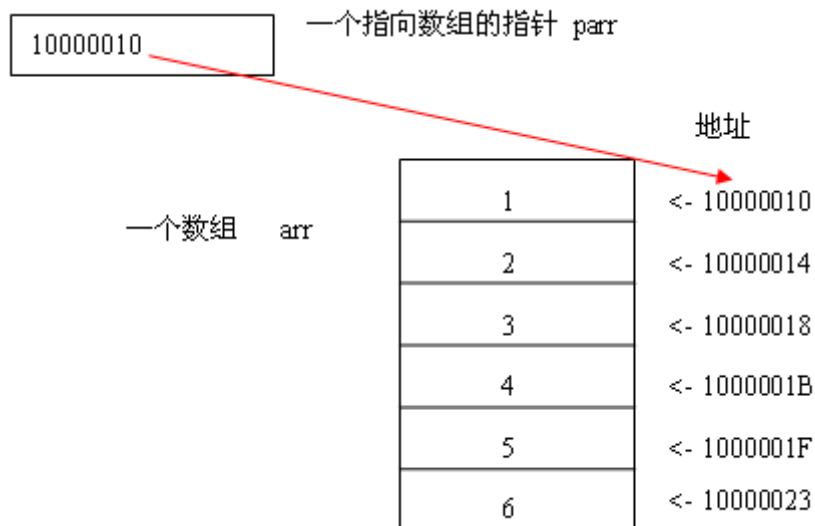 一个指向数组的指针 parr
10000010
地址
1 <- 10000010
一个数组 arr
2 <- 10000014
3 <- 10000018
4 <- 1000001B
5 <- 1000001F
6 <- 10000023